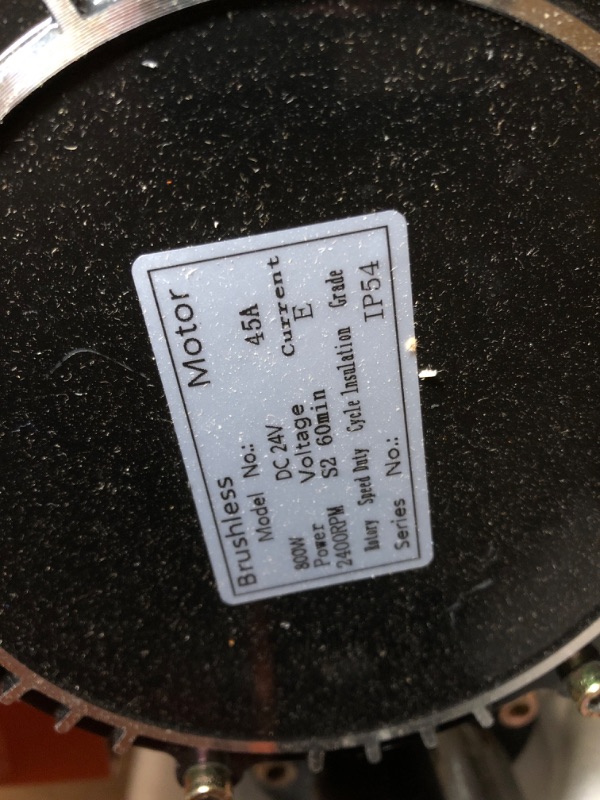 Brushless Motor
Model No.:
800W DC 24V 45A
Power Voltage Current
2400RPM S2 60min E
Rotary Speed Duty Cycle Insulation Grade
Series No.: IP54